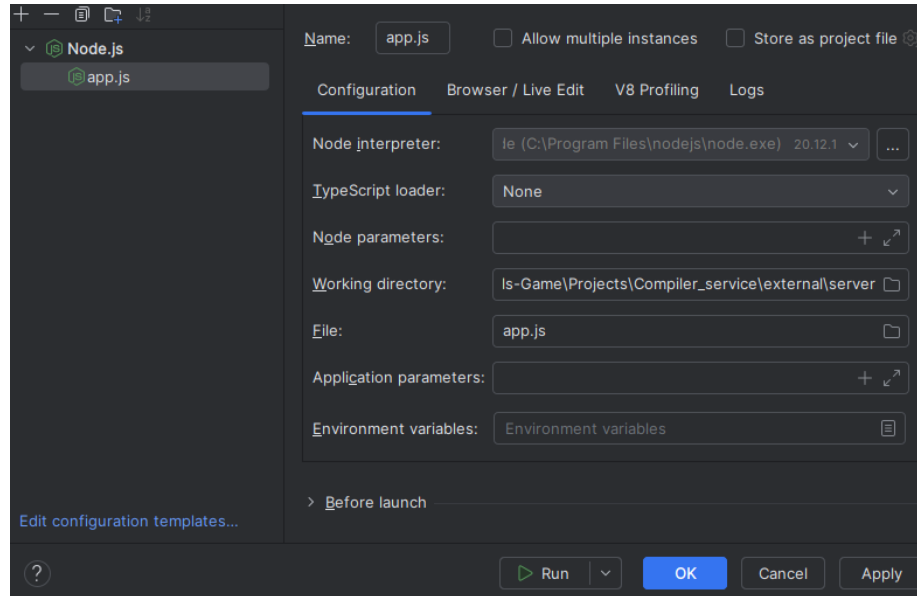 Node.js
app.js
Name: app.js Allow multiple instances Store as project file
Configuration Browser / Live Edit V8 Profiling Logs
Node interpreter: (C:\Program Files\nodejs\node.exe) 20.12.1 ...
TypeScript loader: None
Node parameters:
Working directory: ls-Game\Projects\Compiler_service\external\server
File: app.js
Application parameters:
Environment variables: Environment variables
Before launch
Edit configuration templates...
? Run OK Cancel Apply